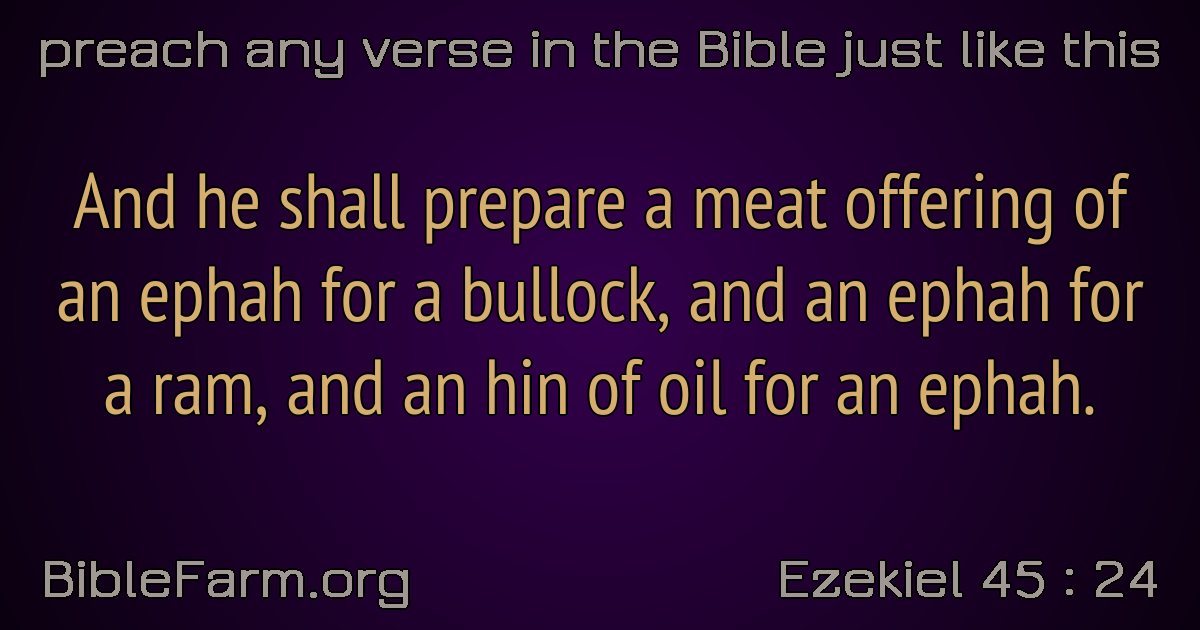 preach any verse in the Bible just like this
And he shall prepare a meat offering of
an ephah for a bullock, and an ephah for
a ram, and an hin of oil for an ephah.
BibleFarm.org
Ezekiel 45 : 24